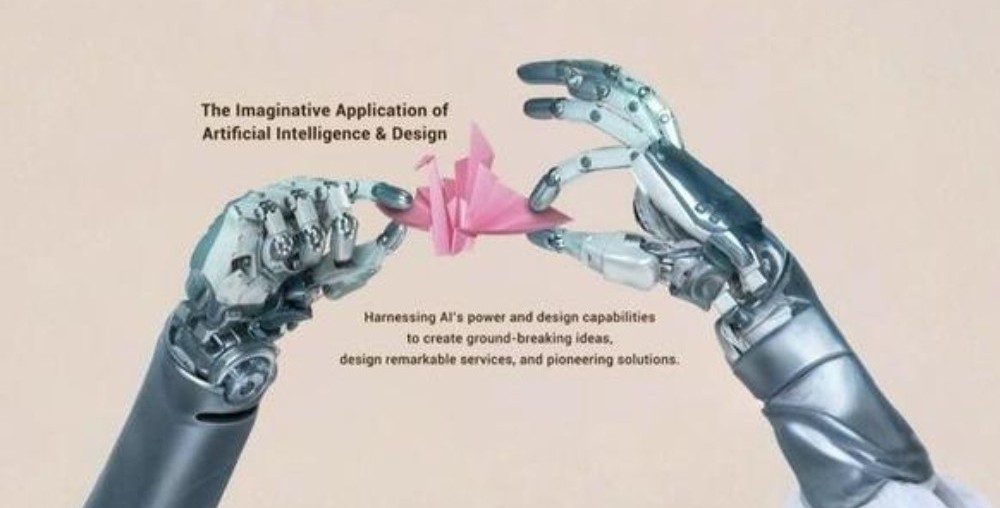 The Imaginative Application of
Artificial Intelligence & Design
Harnessing AI's power and design capabilities
to create ground-breaking ideas,
design remarkable services, and pioneering solutions.